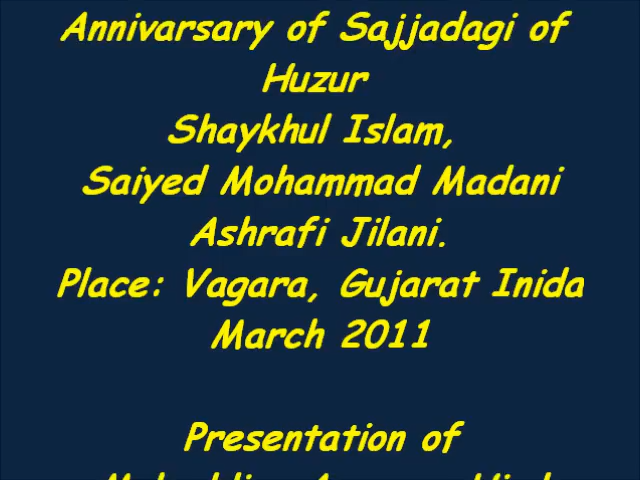 Annivarsary of Sajjadagi of
Huzur
Shaykhul Islam,
Saiyed Mohammad Madani
Ashrafi Jilani.
Place: Vagara, Gujarat Inida
March 2011
Presentation of